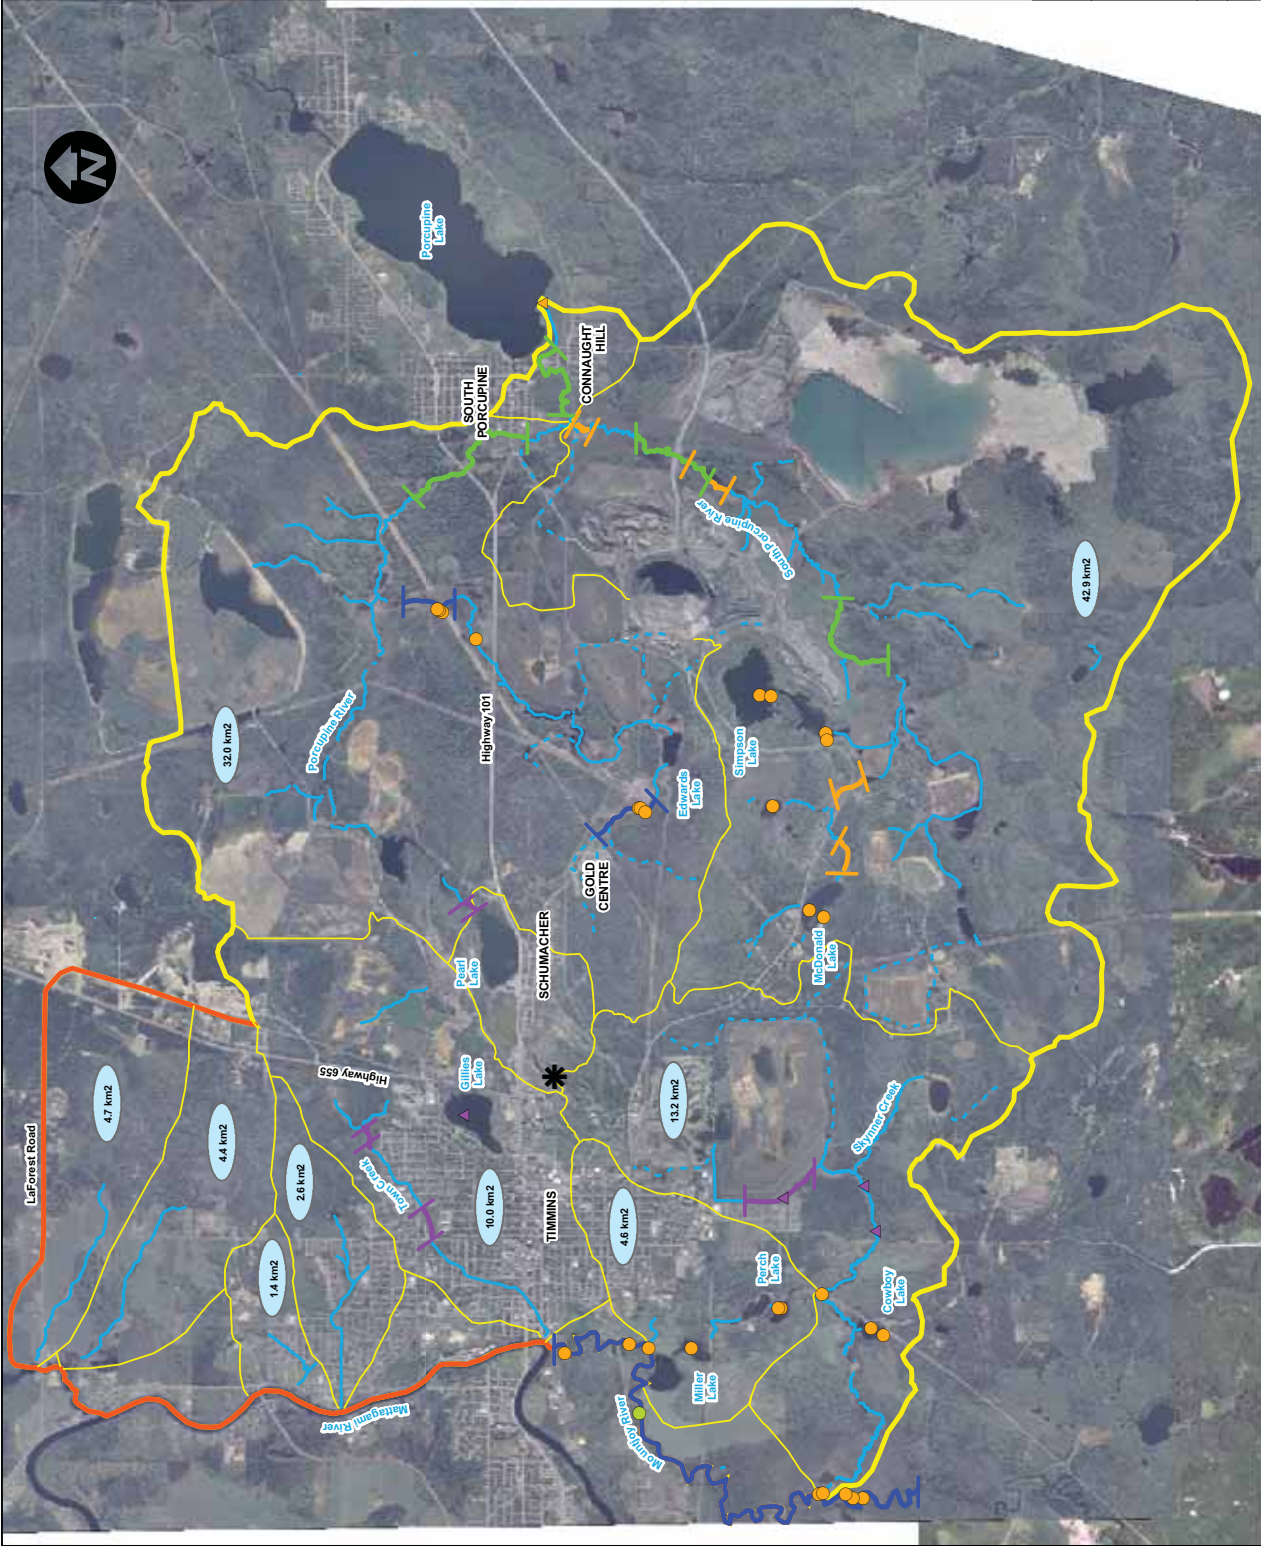 N
Porcupine
Lake
SOUTH
PORCUPINE
CONNAUGHT
HILL
South Porcupine River
42.9 km2
32.0 km2
Porcupine River
Highway 101
Simpson
Lake
Edwards
Lake
GOLD
CENTRE
SCHUMACHER
Pearl
Lake
McDonald
Lake
Highway 655
Gillies
Lake
13.2 km2
Skynner Creek
LaForest Road
4.7 km2
4.4 km2
2.6 km2
1.4 km2
Town Creek
10.0 km2
TIMMINS
4.6 km2
Perch
Lake
Cowboy
Lake
Miller
Lake
Mattagami River
Mountjoy River